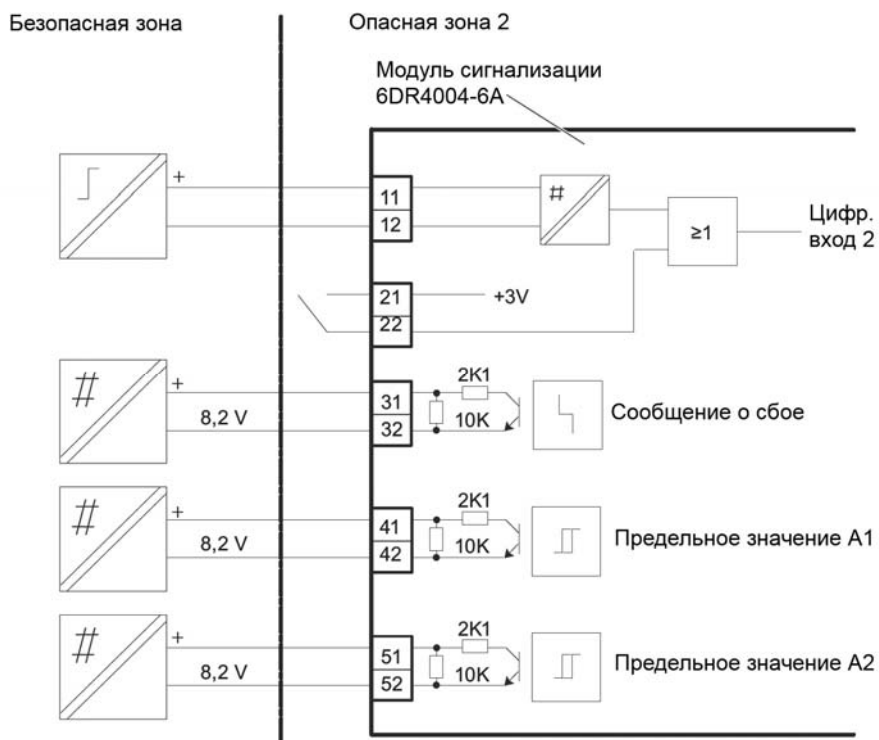 Безопасная зона
Опасная зона 2
Модуль сигнализации
6DR4004-6A
+
11
12
#
≥1
Цифр.
вход 2
21
22
+3V
#
+
8,2 V
31
32
2K1
10K
Сообщение о сбое
#
+
8,2 V
41
42
2K1
10K
Предельное значение A1
#
+
8,2 V
51
52
2K1
10K
Предельное значение A2